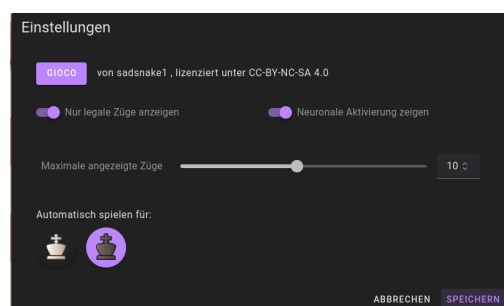 Einstellungen
GIOCO von sadsnake1 , lizenziert unter CC-BY-NC-SA 4.0
Nur legale Züge anzeigen Neuronale Aktivierung zeigen
Maximale angezeigte Züge 10
Automatisch spielen für:
ABBRECHEN SPEICHERN